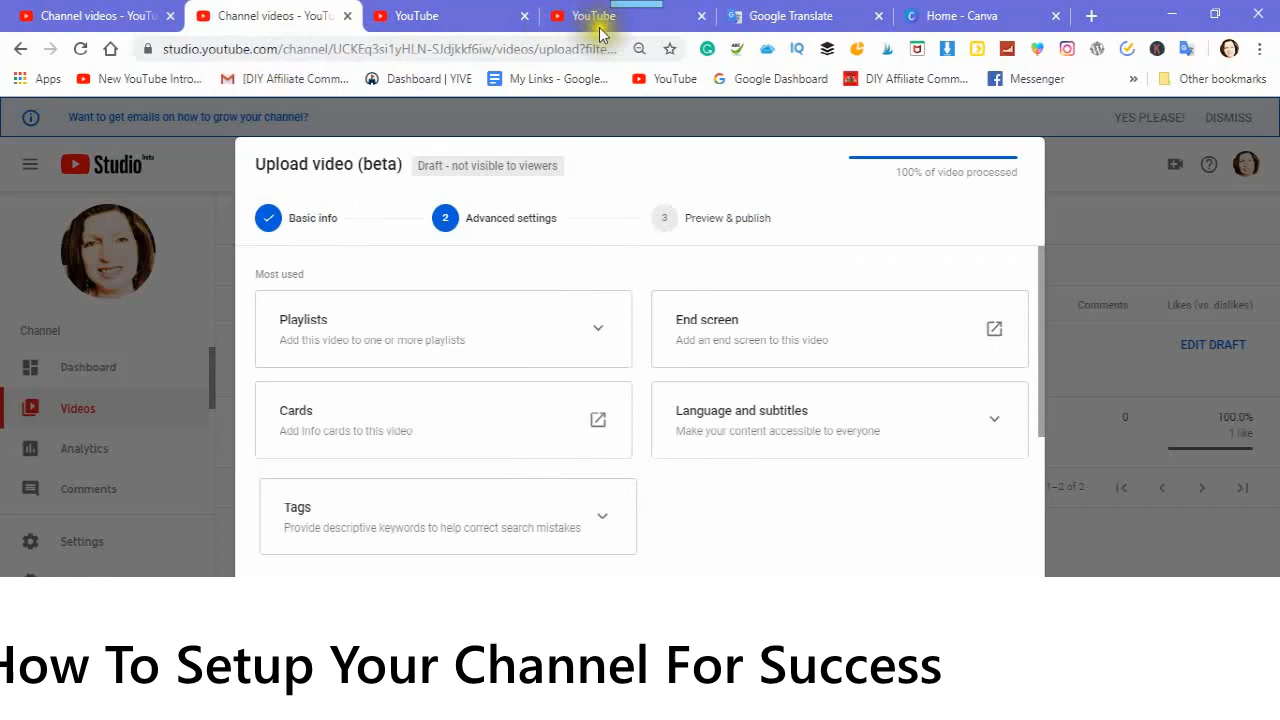 Channel videos - YouTu
Channel videos - YouTu
YouTube
YouTube
Google Translate
Home - Canva
studio.youtube.com/channel/UCKEq3si1yHLN-SJdjkkf6iw/videos/upload?filte...
Apps
New YouTube Intro...
[DIY Affiliate Comm...
Dashboard | YIVE
My Links - Google...
YouTube
Google Dashboard
DIY Affiliate Comm...
Messenger
»
Other bookmarks
Want to get emails on how to grow your channel?
YES PLEASE!
DISMISS
Studio beta
Upload video (beta)
Draft - not visible to viewers
100% of video processed
Basic info
2
Advanced settings
3
Preview & publish
Most used
Playlists
Add this video to one or more playlists
End screen
Add an end screen to this video
Cards
Add info cards to this video
Language and subtitles
Make your content accessible to everyone
Tags
Provide descriptive keywords to help correct search mistakes
Channel
Dashboard
Videos
Analytics
Comments
Settings
Comments
Likes (vs. dislikes)
EDIT DRAFT
0
100.0%
1 like
1–2 of 2
How To Setup Your Channel For Success